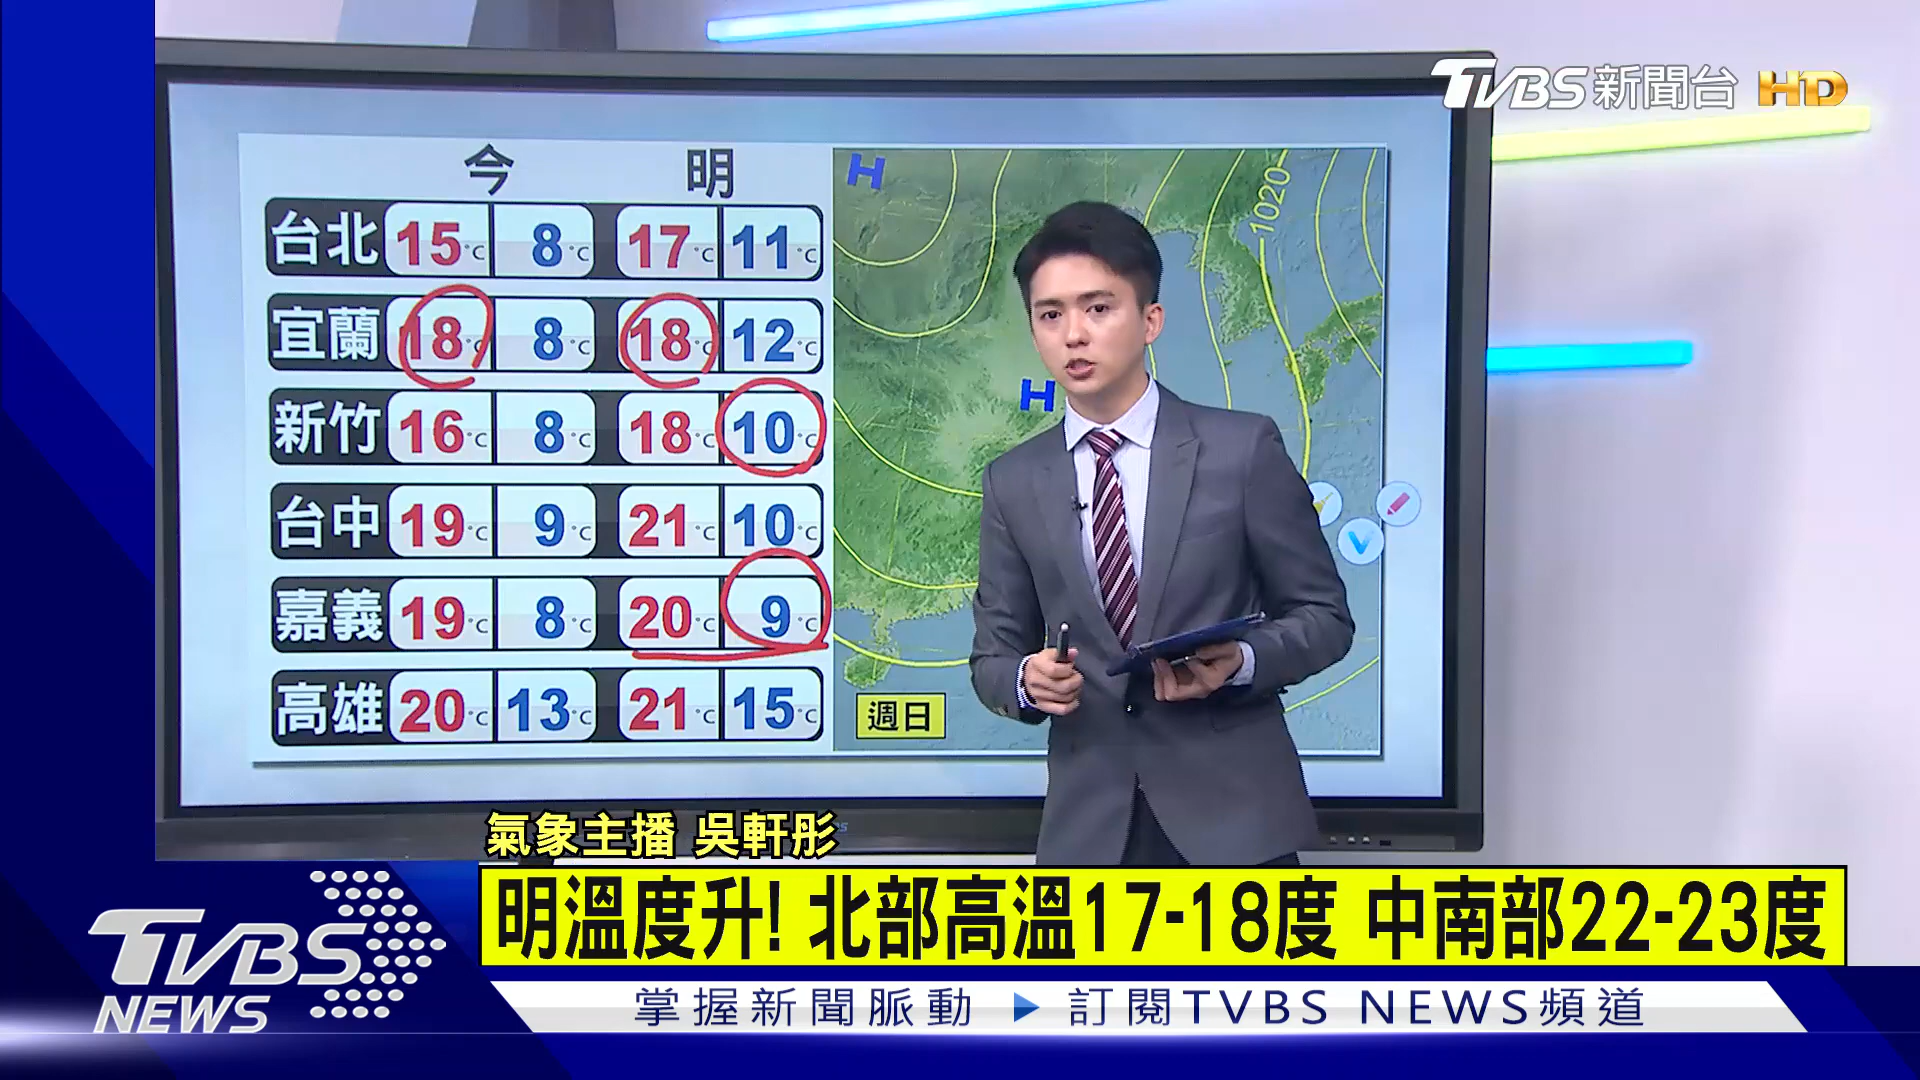 TVBS新聞台 HD
今 明
台北 15°C 8°C 17°C 11°C
宜蘭 18°C 8°C 18°C 12°C
新竹 16°C 8°C 18°C 10°C
台中 19°C 9°C 21°C 10°C
嘉義 19°C 8°C 20°C 9°C
高雄 20°C 13°C 21°C 15°C
H
1020
H
週日
氣象主播 吳軒彤
明溫度升! 北部高溫17-18度 中南部22-23度
TVBS NEWS
掌握新聞脈動 ▶ 訂閱TVBS NEWS頻道